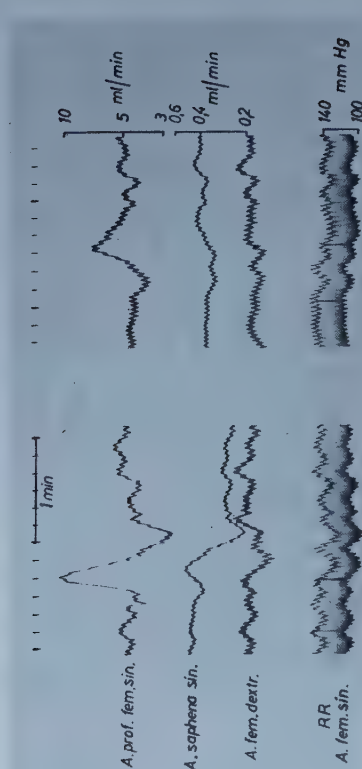 1 min
10
A. prof. fem. sin.
5 ml/min
3
0,6
A. saphena sin.
0,4 ml/min
A. fem. dextr.
0,2
RR
140 mm Hg
A. fem. sin.
100